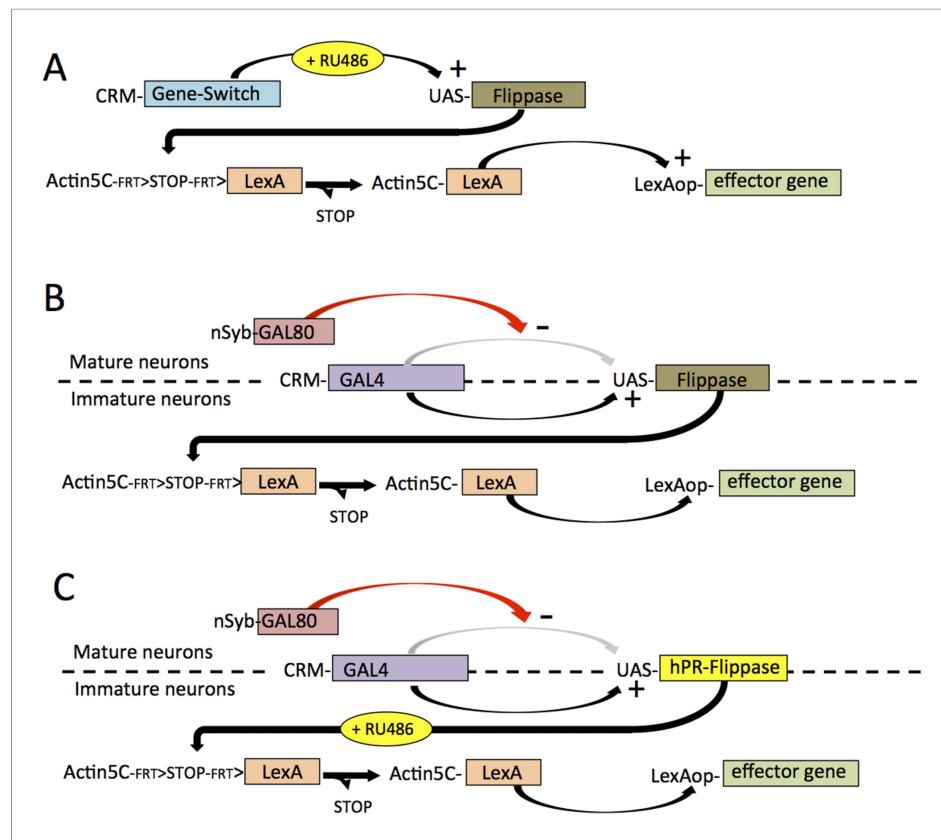 A
+ RU486
+
CRM- Gene-Switch UAS- Flippase
Actin5C-FRT>STOP-FRT> LexA Actin5C- LexA + LexAop- effector gene
STOP
B
nSyb-GAL80 -
Mature neurons
CRM- GAL4 UAS- Flippase
Immature neurons +
Actin5C-FRT>STOP-FRT> LexA Actin5C- LexA LexAop- effector gene
STOP
C
nSyb-GAL80 -
Mature neurons
CRM- GAL4 UAS- hPR-Flippase
Immature neurons +
+ RU486
Actin5C-FRT>STOP-FRT> LexA Actin5C- LexA LexAop- effector gene
STOP